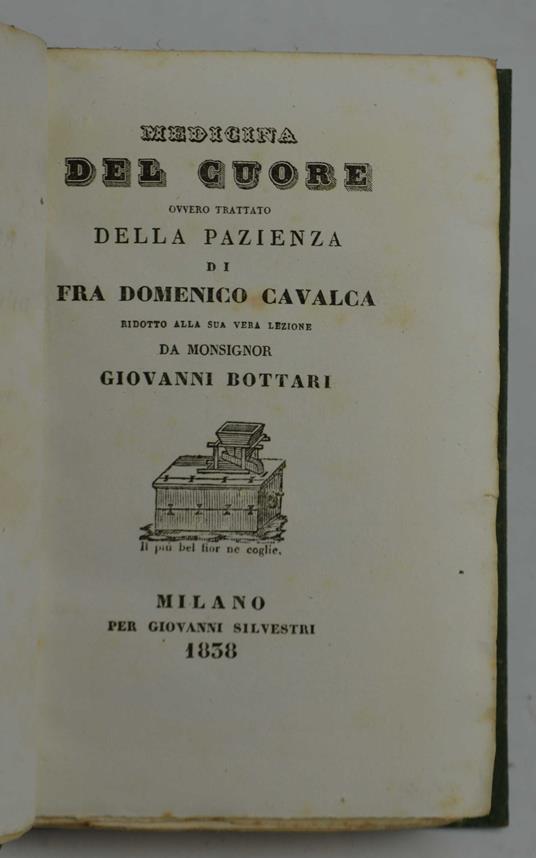 MEDICINA
DEL CUORE
OVVERO TRATTATO
DELLA PAZIENZA
DI
FRA DOMENICO CAVALCA
RIDOTTO ALLA SUA VERA LEZIONE
DA MONSIGNOR
GIOVANNI BOTTARI
Il più bel fior ne coglie.
MILANO
PER GIOVANNI SILVESTRI
1838